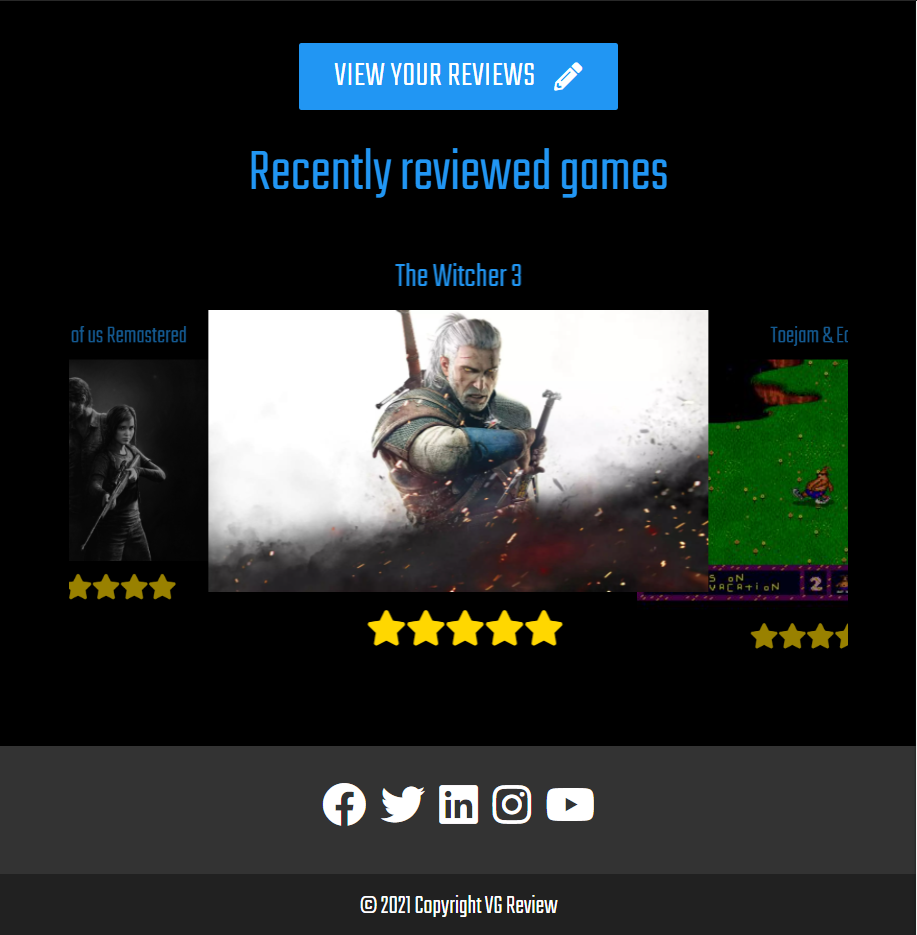 VIEW YOUR REVIEWS
Recently reviewed games
The Witcher 3
of us Remastered
Toejam & Ea
S ON
VACATION
2
in
© 2021 Copyright VG Review